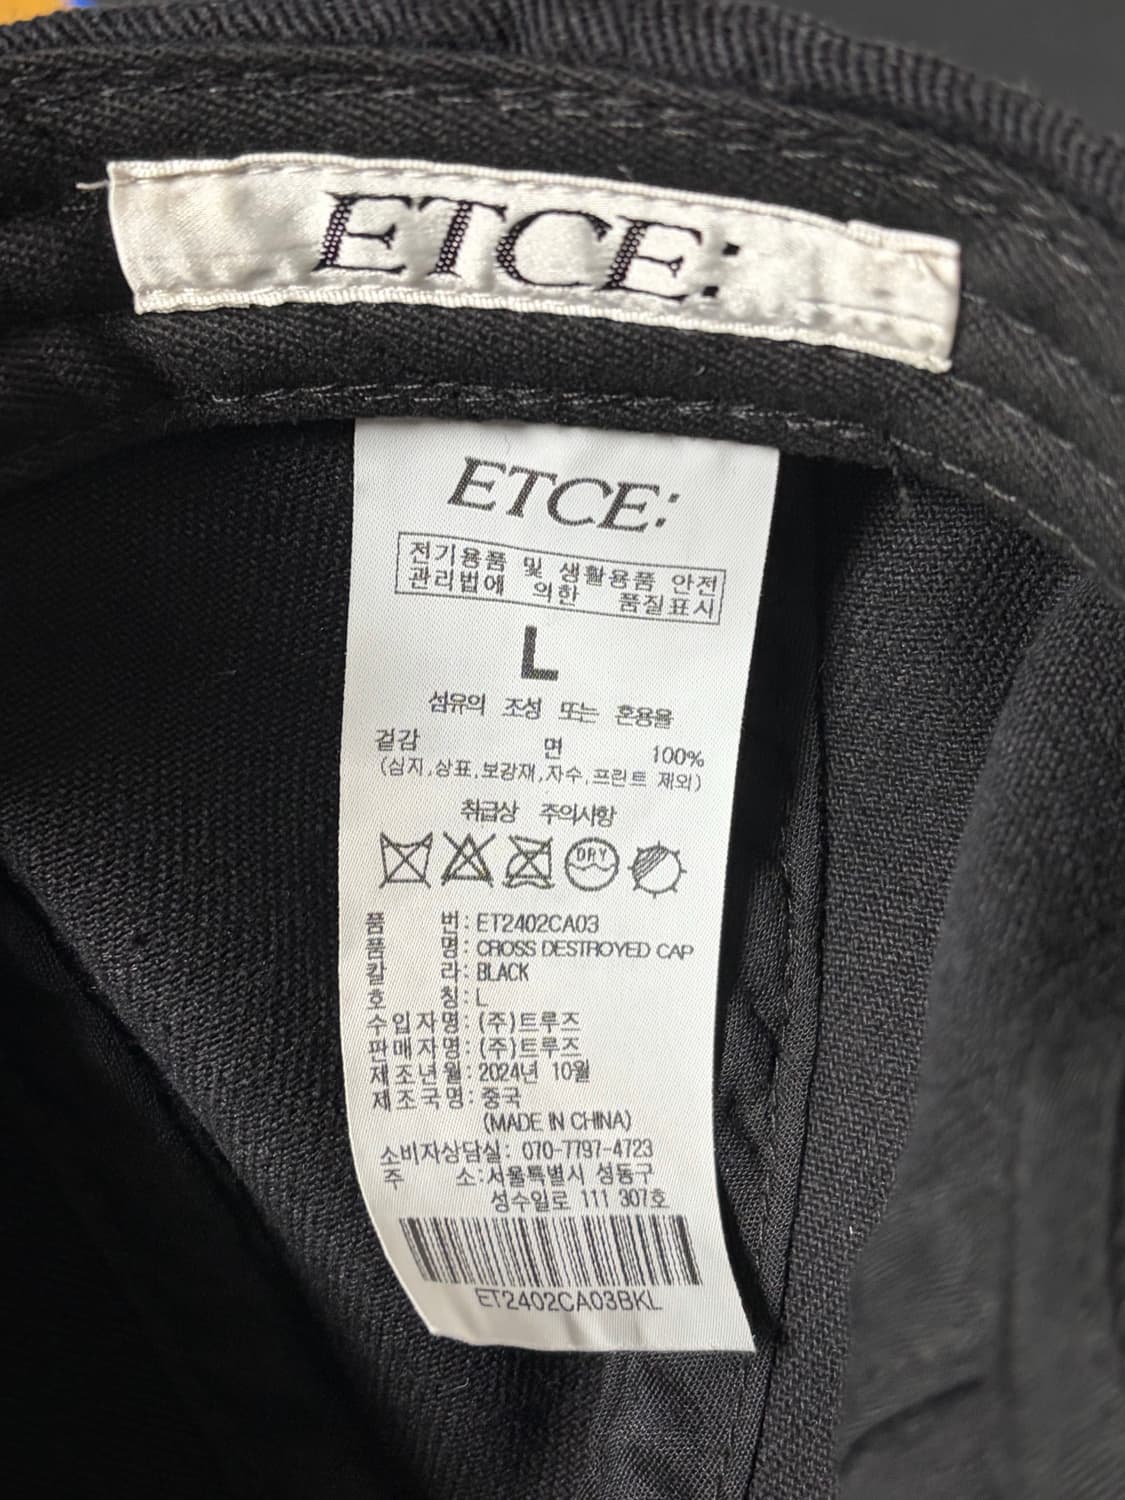 ETCE:
ETCE:
전기용품 및 생활용품 안전
관리법에 의한 품질표시
L
섬유의 조성 또는 혼용율
겉감 면 100%
(심지,상표,보강재,자수,프린트 제외)
취급상 주의사항
DRY
품 번: ET2402CA03
품 명: CROSS DESTROYED CAP
칼 라: BLACK
호 칭: L
수입자명: (주)트루즈
판매자명: (주)트루즈
제조년월: 2024년 10월
제조국명: 중국
(MADE IN CHINA)
소비자상담실: 070-7797-4723
주 소:서울특별시 성동구
성수일로 111 307호
ET2402CA03BKL